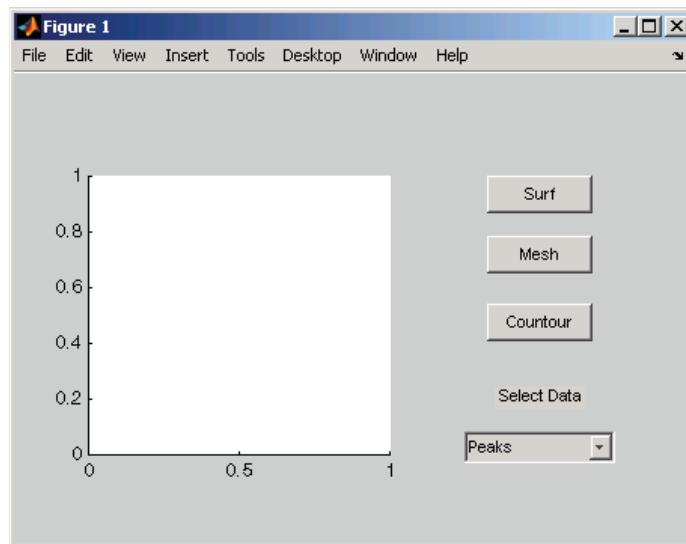 Figure 1
File Edit View Insert Tools Desktop Window Help
1
0.8
0.6
0.4
0.2
0
0 0.5 1
Surf
Mesh
Countour
Select Data
Peaks